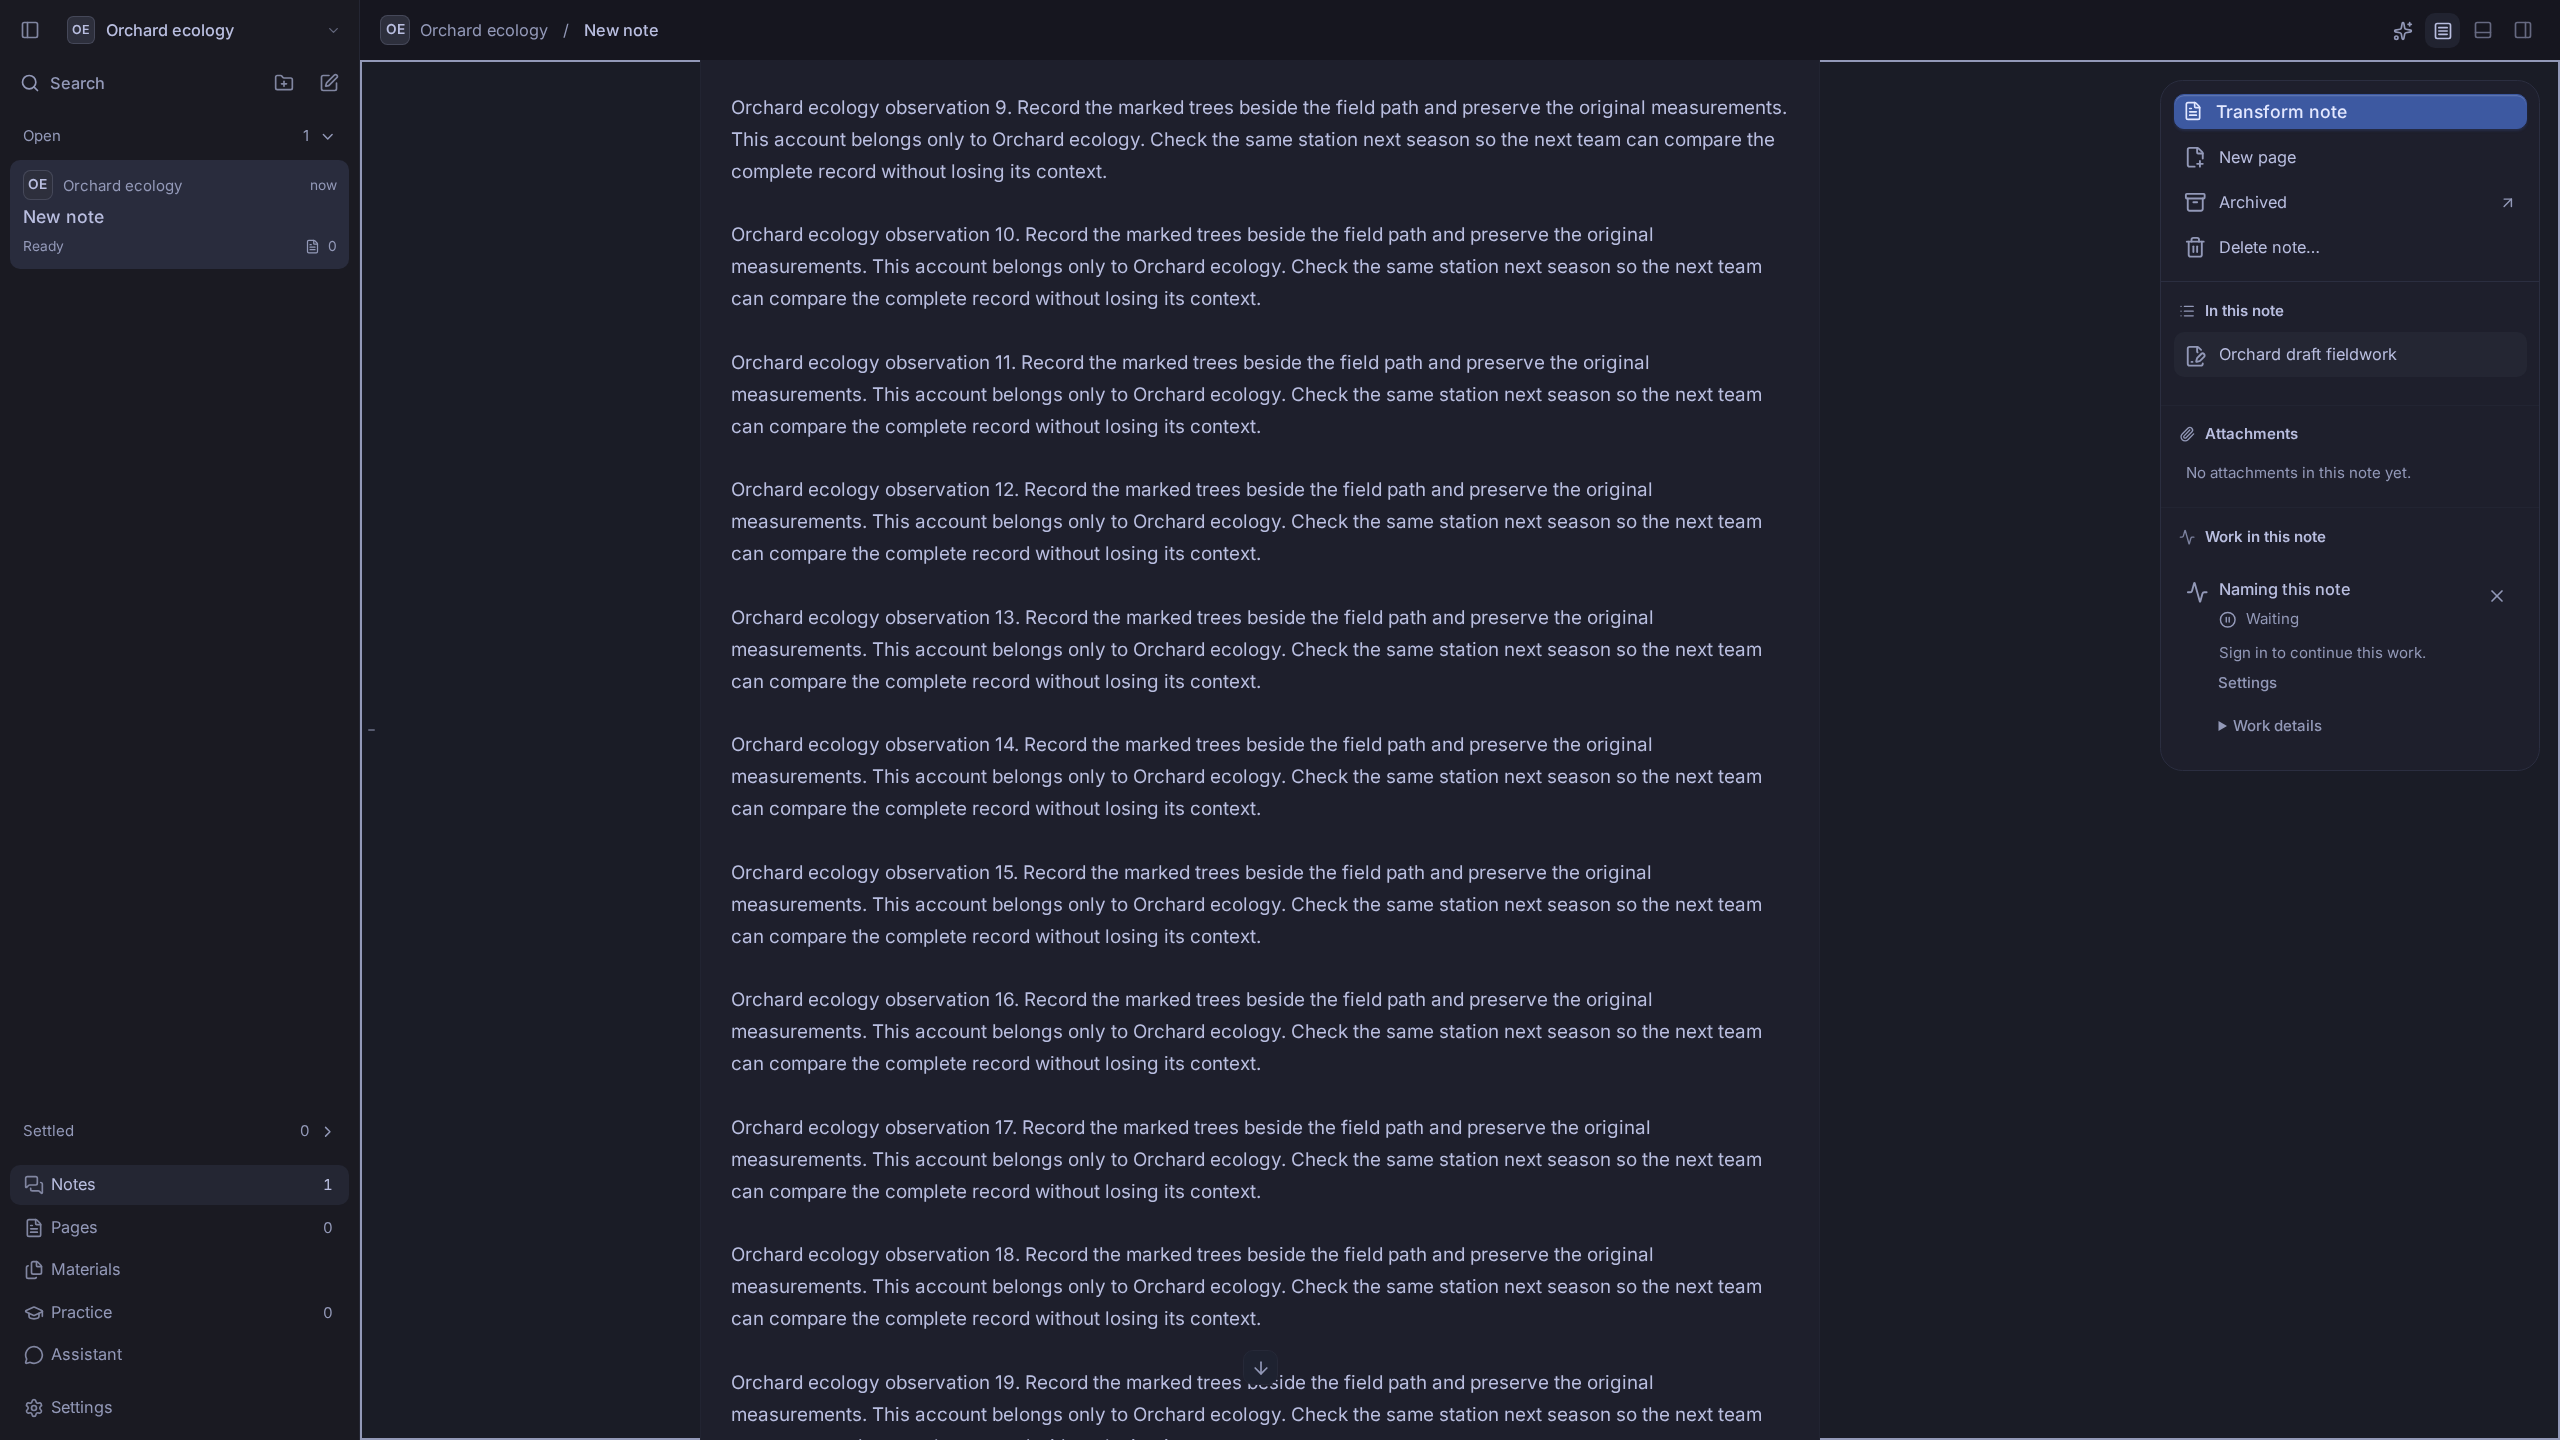 OE Orchard ecology
Search
Open 1
OE Orchard ecology now
New note
Ready 0
Settled 0
Notes 1
Pages 0
Materials
Practice 0
Assistant
Settings
OE Orchard ecology / New note
Orchard ecology observation 9. Record the marked trees beside the field path and preserve the original measurements.
This account belongs only to Orchard ecology. Check the same station next season so the next team can compare the
complete record without losing its context.
Orchard ecology observation 10. Record the marked trees beside the field path and preserve the original
measurements. This account belongs only to Orchard ecology. Check the same station next season so the next team
can compare the complete record without losing its context.
Orchard ecology observation 11. Record the marked trees beside the field path and preserve the original
measurements. This account belongs only to Orchard ecology. Check the same station next season so the next team
can compare the complete record without losing its context.
Orchard ecology observation 12. Record the marked trees beside the field path and preserve the original
measurements. This account belongs only to Orchard ecology. Check the same station next season so the next team
can compare the complete record without losing its context.
Orchard ecology observation 13. Record the marked trees beside the field path and preserve the original
measurements. This account belongs only to Orchard ecology. Check the same station next season so the next team
can compare the complete record without losing its context.
Orchard ecology observation 14. Record the marked trees beside the field path and preserve the original
measurements. This account belongs only to Orchard ecology. Check the same station next season so the next team
can compare the complete record without losing its context.
Orchard ecology observation 15. Record the marked trees beside the field path and preserve the original
measurements. This account belongs only to Orchard ecology. Check the same station next season so the next team
can compare the complete record without losing its context.
Orchard ecology observation 16. Record the marked trees beside the field path and preserve the original
measurements. This account belongs only to Orchard ecology. Check the same station next season so the next team
can compare the complete record without losing its context.
Orchard ecology observation 17. Record the marked trees beside the field path and preserve the original
measurements. This account belongs only to Orchard ecology. Check the same station next season so the next team
can compare the complete record without losing its context.
Orchard ecology observation 18. Record the marked trees beside the field path and preserve the original
measurements. This account belongs only to Orchard ecology. Check the same station next season so the next team
can compare the complete record without losing its context.
Orchard ecology observation 19. Record the marked trees beside the field path and preserve the original
measurements. This account belongs only to Orchard ecology. Check the same station next season so the next team
Transform note
New page
Archived
Delete note...
In this note
Orchard draft fieldwork
Attachments
No attachments in this note yet.
Work in this note
Naming this note
Waiting
Sign in to continue this work.
Settings
Work details